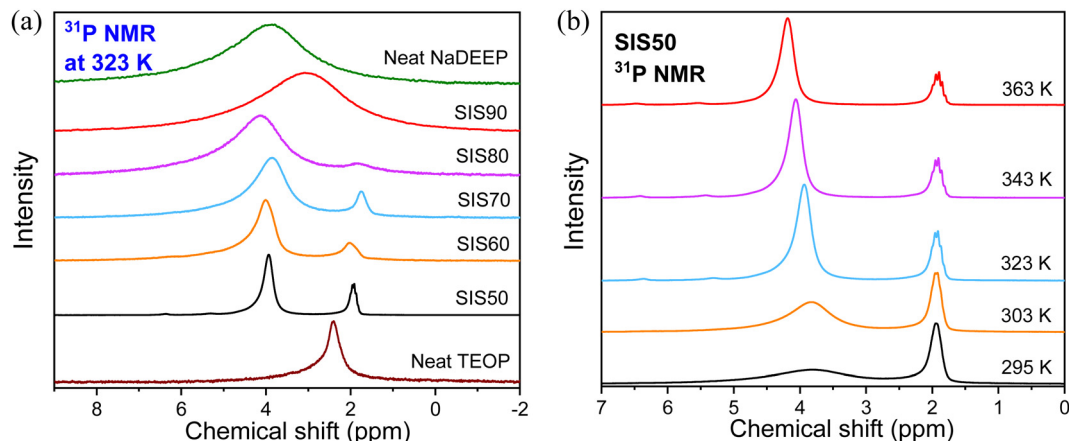 (a)
³¹P NMR
at 323 K
Neat NaDEEP
SIS90
SIS80
SIS70
SIS60
SIS50
Neat TEOP
Intensity
8 6 4 2 0 -2
Chemical shift (ppm)
(b)
SIS50
³¹P NMR
363 K
343 K
323 K
303 K
295 K
Intensity
7 6 5 4 3 2 1 0
Chemical shift (ppm)